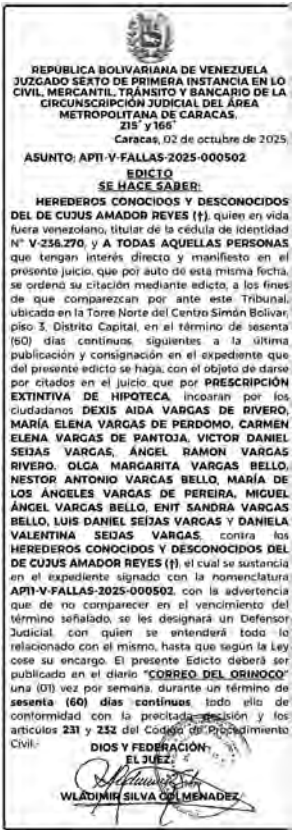 REPÚBLICA BOLIVARIANA DE VENEZUELA
JUZGADO SEXTO DE PRIMERA INSTANCIA EN LO
CIVIL, MERCANTIL, TRÁNSITO Y BANCARIO DE LA
CIRCUNSCRIPCIÓN JUDICIAL DEL ÁREA
METROPOLITANA DE CARACAS.
215° y 166°
Caracas, 02 de octubre de 2025.
ASUNTO: AP11-V-FALLAS-2025-000502
EDICTO
SE HACE SABER:
HEREDEROS CONOCIDOS Y DESCONOCIDOS
DEL DE CUJUS AMADOR REYES (†), quien en vida
fuera venezolano, titular de la cédula de identidad
N° V-236.270, y A TODAS AQUELLAS PERSONAS
que tengan interés directo y manifiesto en el
presente juicio, que por auto de esta misma fecha,
se ordenó su citación mediante edicto, a los fines
de que comparezcan por ante este Tribunal,
ubicado en la Torre Norte del Centro Simón Bolívar,
piso 3, Distrito Capital, en el término de sesenta
(60) días continuos, siguientes a la última
publicación y consignación en el expediente que
del presente edicto se haga, con el objeto de darse
por citados en el juicio que por PRESCRIPCIÓN
EXTINTIVA DE HIPOTECA, incoaran por los
ciudadanos DEXIS AIDA VARGAS DE RIVERO,
MARÍA ELENA VARGAS DE PERDOMO, CARMEN
ELENA VARGAS DE PANTOJA, VICTOR DANIEL
SEIJAS VARGAS, ÁNGEL RAMON VARGAS
RIVERO, OLGA MARGARITA VARGAS BELLO,
NESTOR ANTONIO VARGAS BELLO, MARÍA DE
LOS ÁNGELES VARGAS DE PEREIRA, MIGUEL
ÁNGEL VARGAS BELLO, ENIT SANDRA VARGAS
BELLO, LUIS DANIEL SEÍJAS VARGAS Y DANIELA
VALENTINA SEIJAS VARGAS, contra los
HEREDEROS CONOCIDOS Y DESCONOCIDOS DEL
DE CUJUS AMADOR REYES (†), el cual se sustancia
en el expediente signado con la nomenclatura
AP11-V-FALLAS-2025-000502, con la advertencia
que de no comparecer en el vencimiento del
término señalado, se les designará un Defensor
Judicial, con quien se entenderá todo lo
relacionado con el mismo, hasta que según la Ley
cese su encargo. El presente Edicto deberá ser
publicado en el diario "CORREO DEL ORINOCO"
una (01) vez por semana, durante un término de
sesenta (60) días continuos, todo ello de
conformidad con la precitada decisión y los
artículos 231 y 232 del Código de Procedimiento
Civil.-
DIOS Y FEDERACIÓN
EL JUEZ,
WLADIMIR SILVA COLMENADEZ